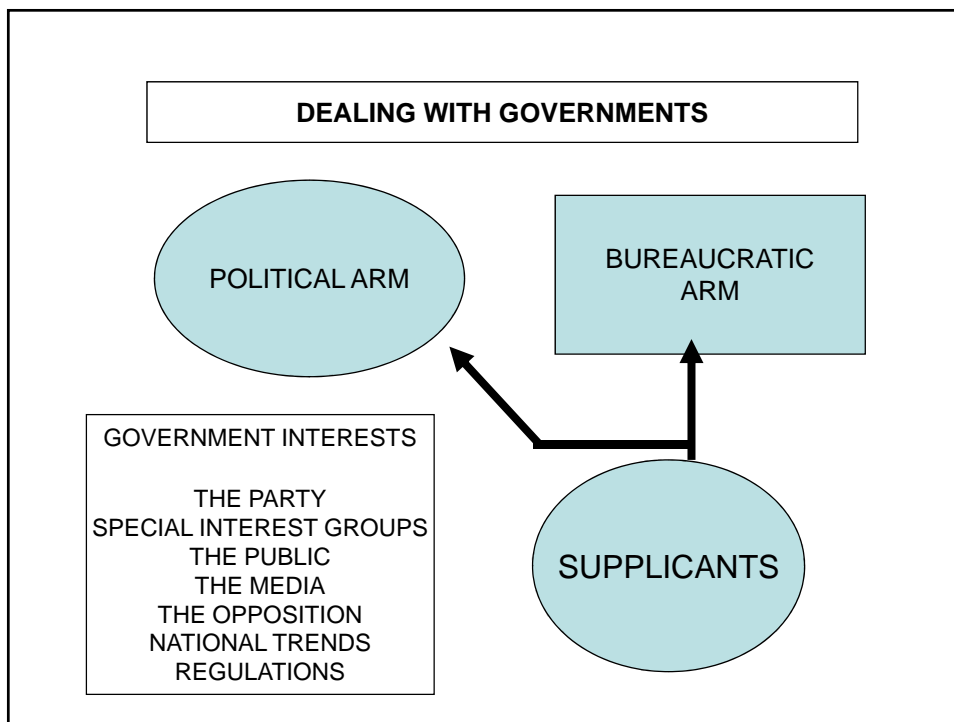 DEALING WITH GOVERNMENTS
POLITICAL ARM
BUREAUCRATIC
ARM
GOVERNMENT INTERESTS
THE PARTY
SPECIAL INTEREST GROUPS
THE PUBLIC
THE MEDIA
THE OPPOSITION
NATIONAL TRENDS
REGULATIONS
SUPPLICANTS